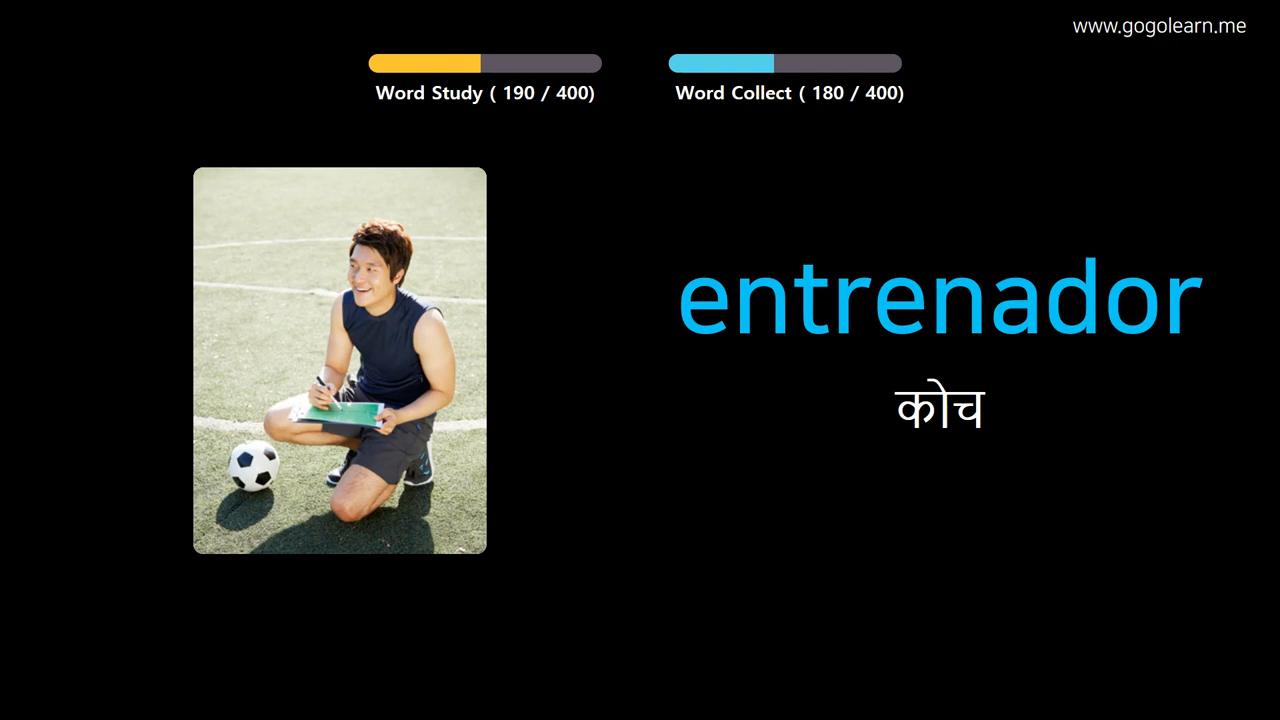 www.gogolearn.me
Word Study ( 190 / 400)
Word Collect ( 180 / 400)
entrenador
कोच